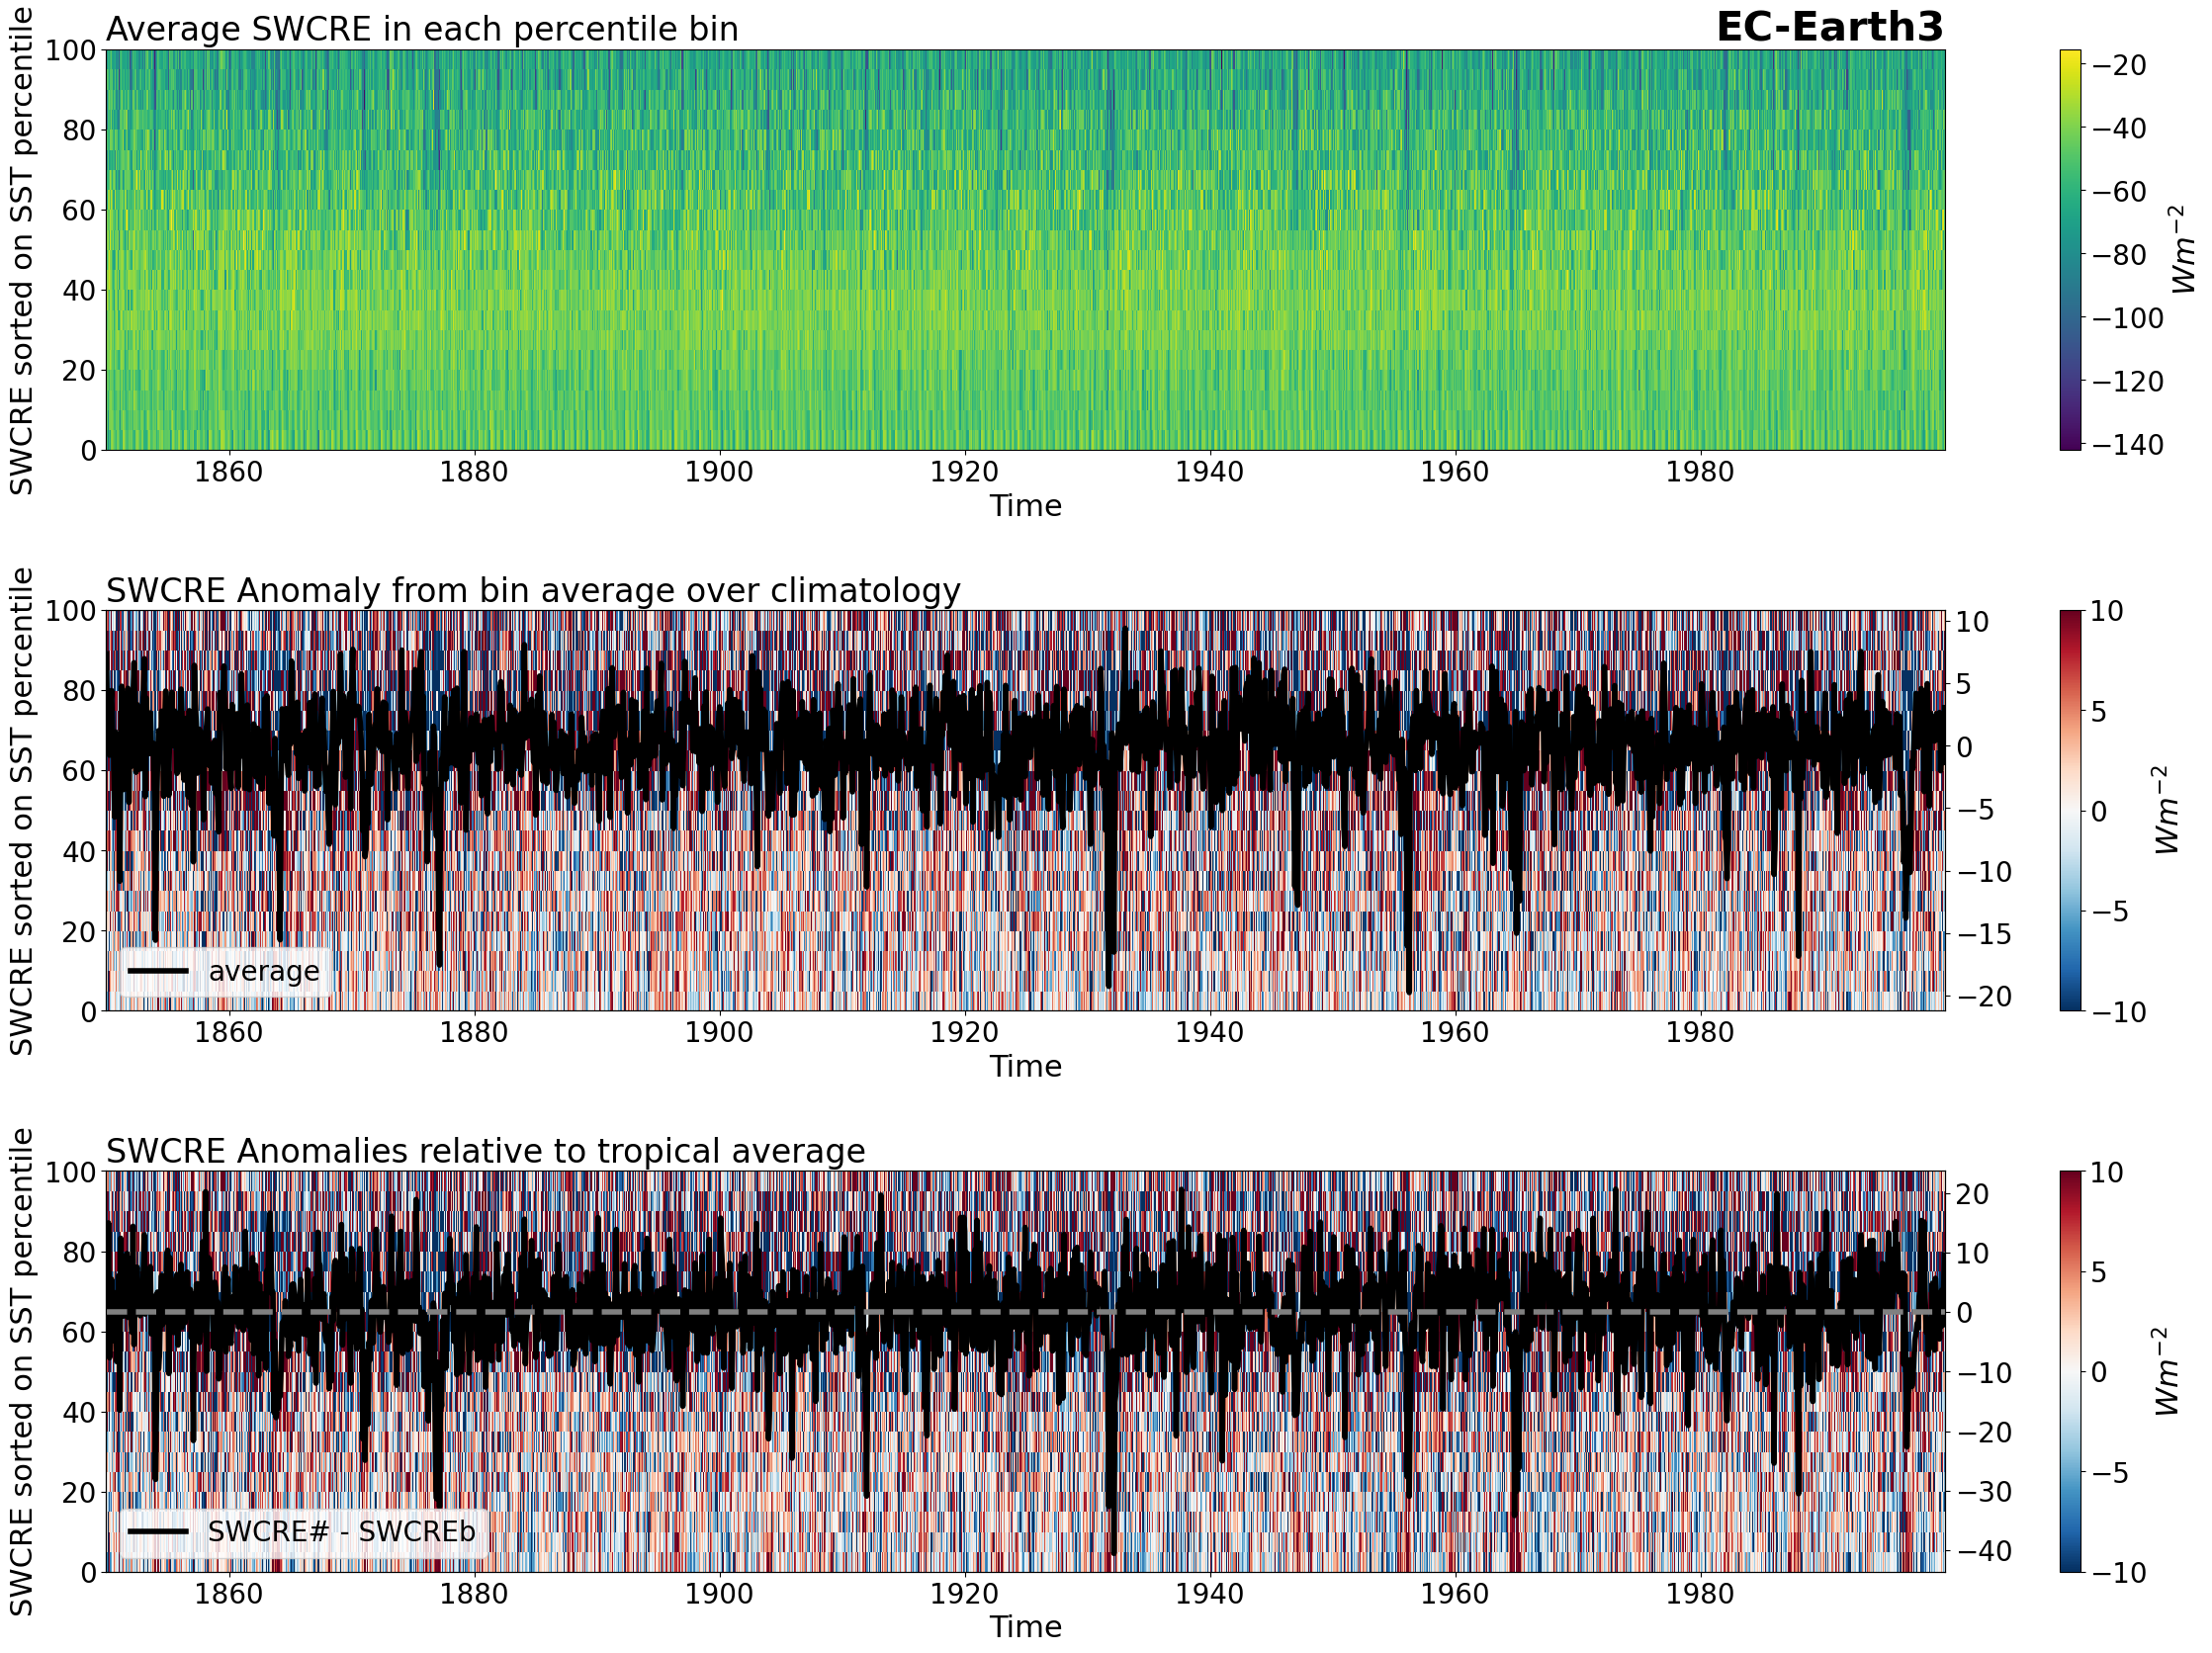 Average SWCRE in each percentile bin
EC-Earth3
SWCRE sorted on SST percentile
100
80
60
40
20
0
1860 1880 1900 1920 1940 1960 1980
Time
−20
−40
−60
−80
−100
−120
−140
Wm−2
SWCRE Anomaly from bin average over climatology
SWCRE sorted on SST percentile
100
80
60
40
20
0
average
10
5
0
−5
−10
−15
−20
1860 1880 1900 1920 1940 1960 1980
Time
10
5
0
−5
−10
Wm−2
SWCRE Anomalies relative to tropical average
SWCRE sorted on SST percentile
100
80
60
40
20
0
SWCRE# - SWCREb
20
10
0
−10
−20
−30
−40
1860 1880 1900 1920 1940 1960 1980
Time
10
5
0
−5
−10
Wm−2